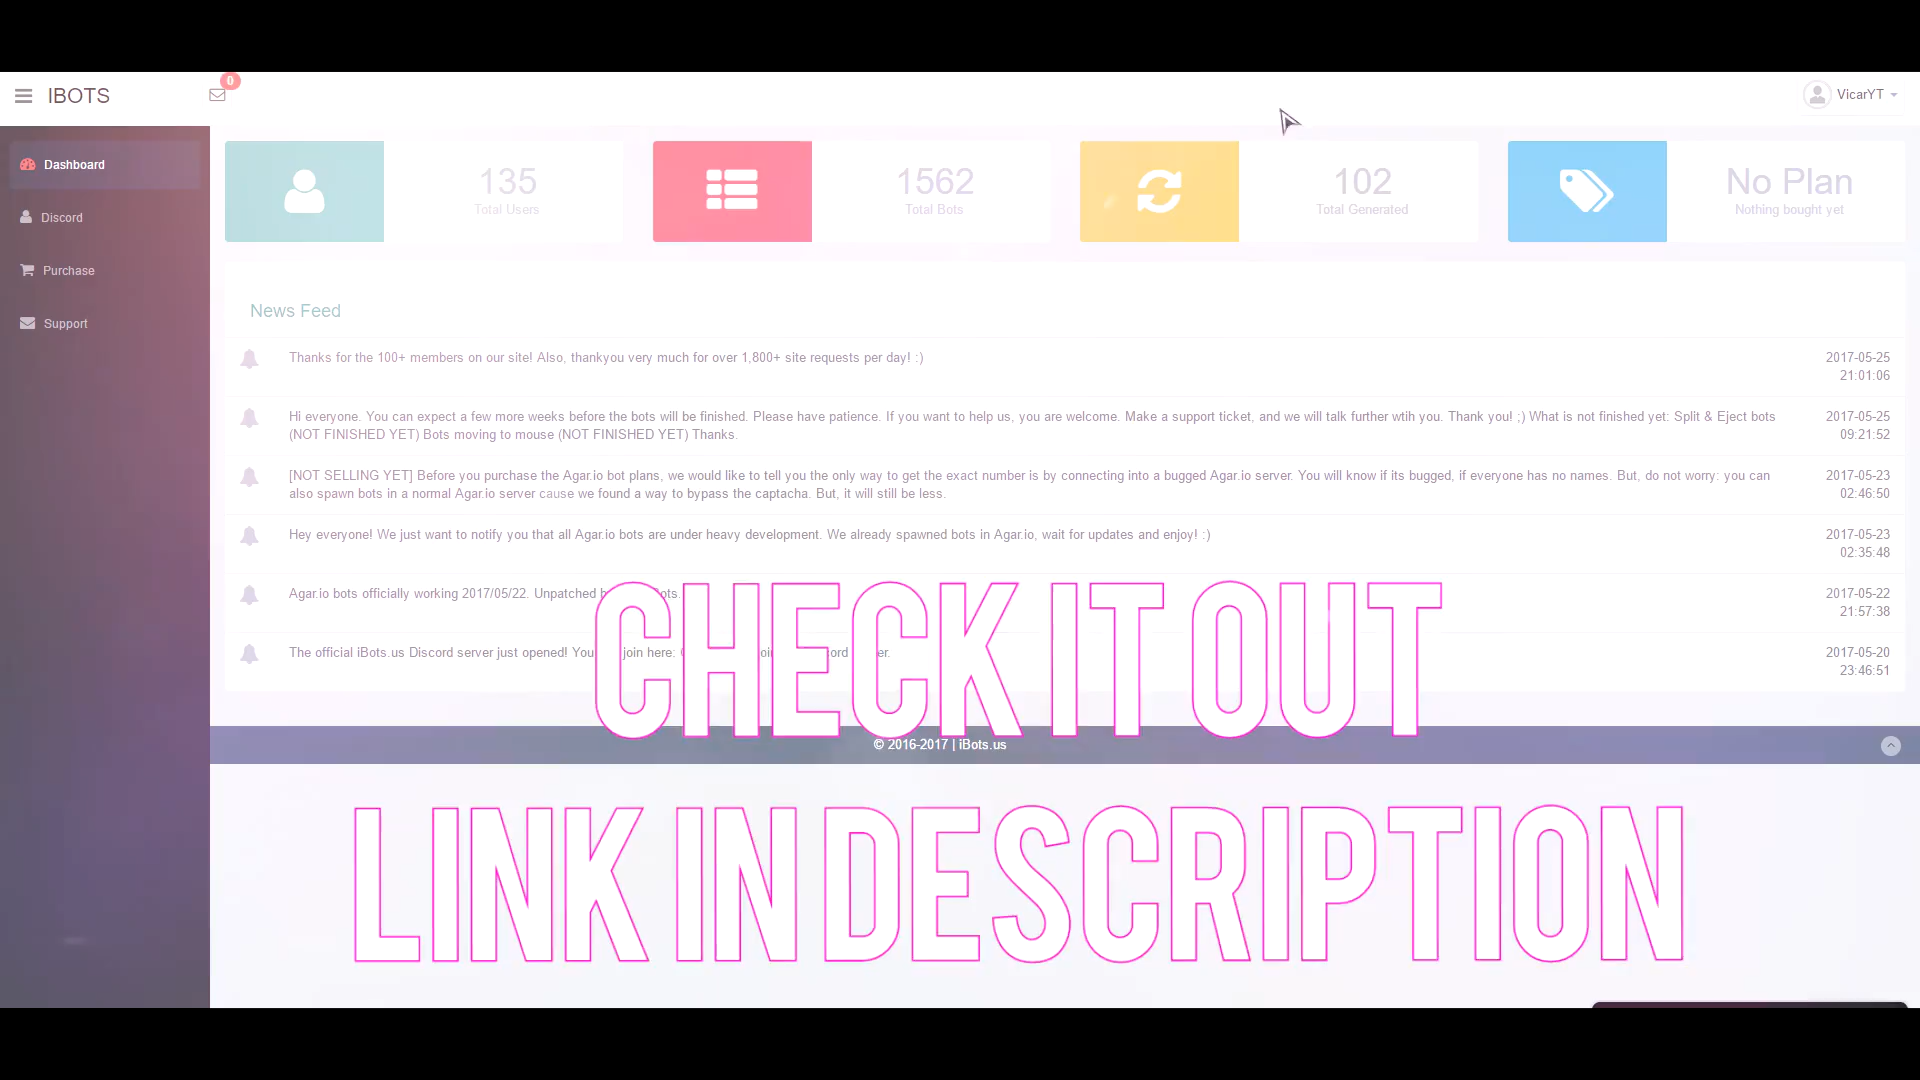 IBOTS
0
VicarYT
Dashboard
Discord
Purchase
Support
135
Total Users
1562
Total Bots
102
Total Generated
No Plan
Nothing bought yet
News Feed
Thanks for the 100+ members on our site! Also, thankyou very much for over 1,800+ site requests per day! :)
2017-05-25
21:01:06
Hi everyone. You can expect a few more weeks before the bots will be finished. Please have patience. If you want to help us, you are welcome. Make a support ticket, and we will talk further wtih you. Thank you! ;) What is not finished yet: Split & Eject bots
(NOT FINISHED YET) Bots moving to mouse (NOT FINISHED YET) Thanks.
2017-05-25
09:21:52
[NOT SELLING YET] Before you purchase the Agar.io bot plans, we would like to tell you the only way to get the exact number is by connecting into a bugged Agar.io server. You will know if its bugged, if everyone has no names. But, do not worry: you can
also spawn bots in a normal Agar.io server cause we found a way to bypass the captacha. But, it will still be less.
2017-05-23
02:46:50
Hey everyone! We just want to notify you that all Agar.io bots are under heavy development. We already spawned bots in Agar.io, wait for updates and enjoy! :)
2017-05-23
02:35:48
Agar.io bots officially working 2017/05/22. Unpatched
2017-05-22
21:57:38
The official iBots.us Discord server just opened! You join here:
2017-05-20
23:46:51
CHECK IT OUT
© 2016-2017 | iBots.us
LINK IN DESCRIPTION